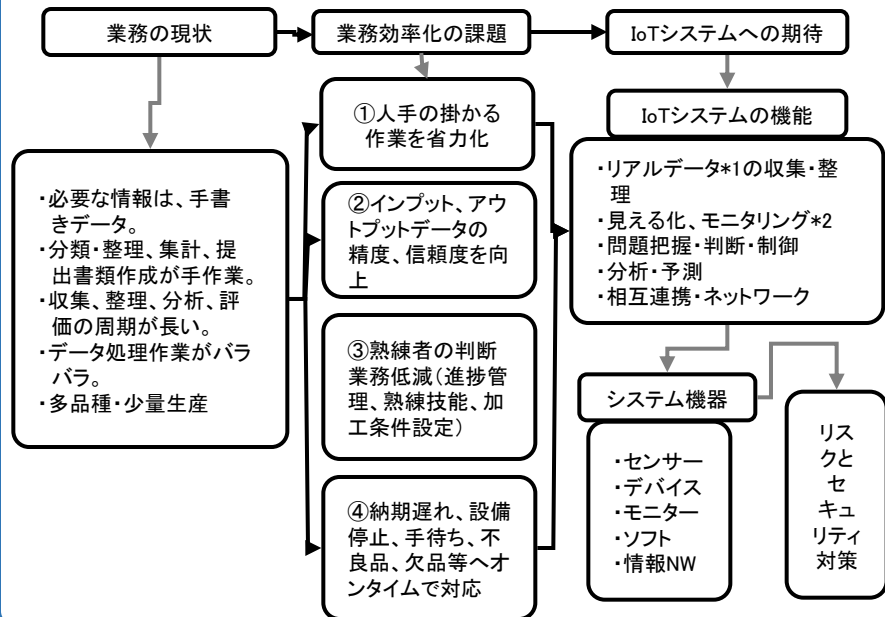 業務の現状
業務効率化の課題
IoTシステムへの期待
・必要な情報は、手書
きデータ。
・分類・整理、集計、提
出書類作成が手作業。
・収集、整理、分析、評
価の周期が長い。
・データ処理作業がバラ
バラ。
・多品種・少量生産
①人手の掛かる
作業を省力化
②インプット、アウ
トプットデータの
精度、信頼度を向
上
③熟練者の判断
業務低減(進捗管
理、熟練技能、加
工条件設定)
④納期遅れ、設備
停止、手待ち、不
良品、欠品等へオ
ンタイムで対応
IoTシステムの機能
・リアルデータ*1の収集・整
理
・見える化、モニタリング*2
・問題把握・判断・制御
・分析・予測
・相互連携・ネットワーク
システム機器
・センサー
・デバイス
・モニター
・ソフト
・情報NW
リス
クと
セ
キュ
リティ
対策